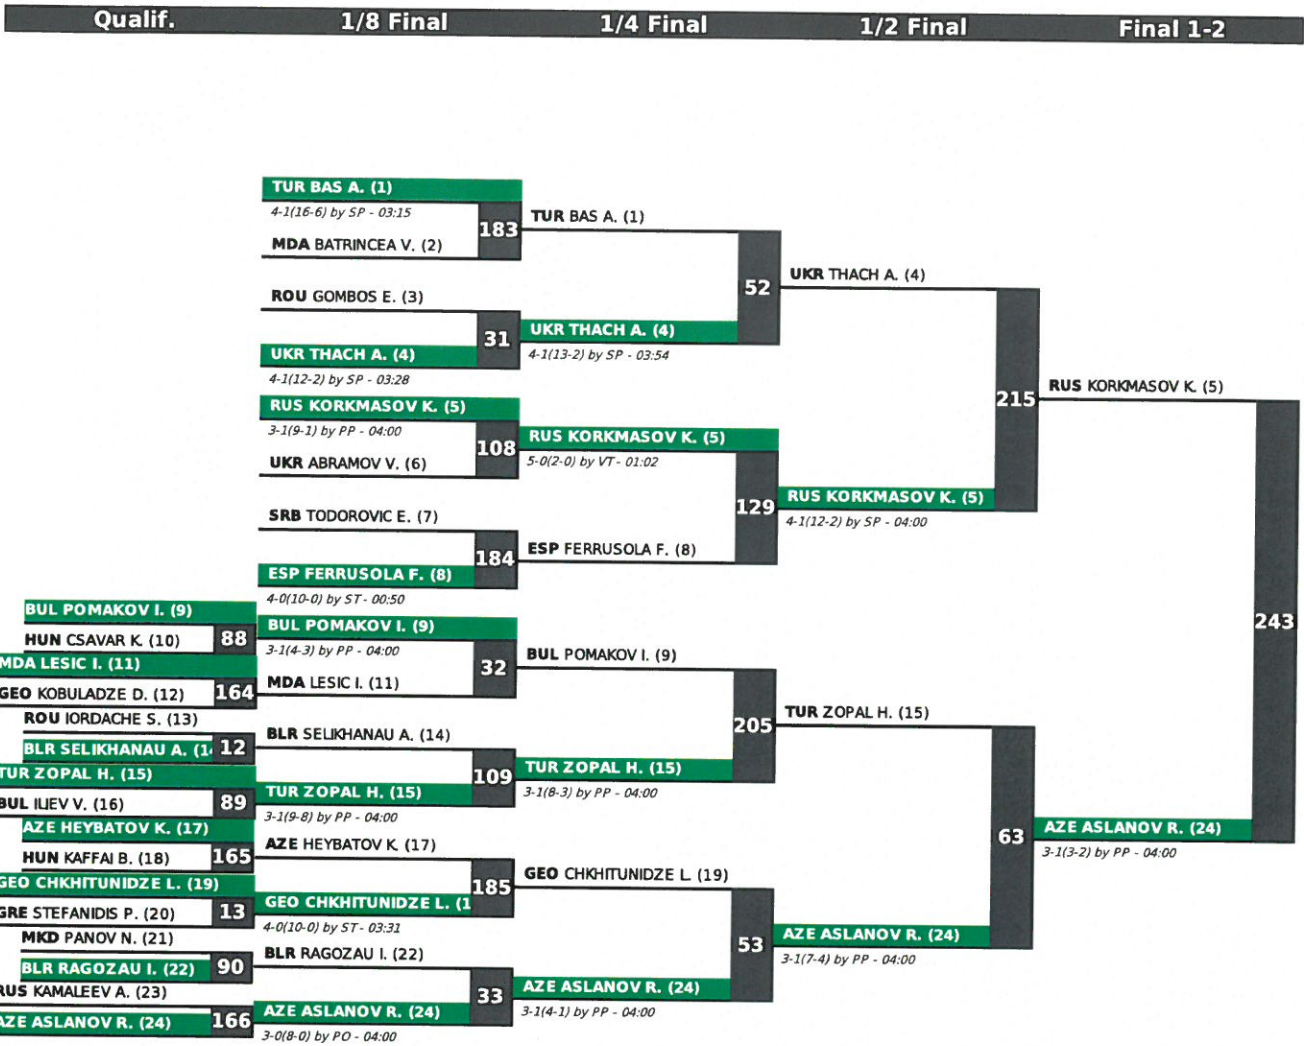 Qualif.
1/8 Final
1/4 Final
1/2 Final
Final 1-2
TUR BAS A. (1)
4-1(16-6) by SP - 03:15
MDA BATRINCEA V. (2)
183
ROU GOMBOS E. (3)
31
UKR THACH A. (4)
4-1(12-2) by SP - 03:28
RUS KORKMASOV K. (5)
3-1(9-1) by PP - 04:00
UKR ABRAMOV V. (6)
108
SRB TODOROVIC E. (7)
184
ESP FERRUSOLA F. (8)
4-0(10-0) by ST - 00:50
BUL POMAKOV I. (9)
HUN CSAVAR K. (10)
88
MDA LESIC I. (11)
GEO KOBULADZE D. (12)
164
ROU IORDACHE S. (13)
BLR SELIKHANAU A. (14
12
TUR ZOPAL H. (15)
BUL ILIEV V. (16)
89
AZE HEYBATOV K. (17)
HUN KAFFAI B. (18)
165
GEO CHKHITUNIDZE L. (19)
GRE STEFANIDIS P. (20)
13
MKD PANOV N. (21)
BLR RAGOZAU I. (22)
90
RUS KAMALEEV A. (23)
AZE ASLANOV R. (24)
166
BUL POMAKOV I. (9)
3-1(4-3) by PP - 04:00
MDA LESIC I. (11)
32
BLR SELIKHANAU A. (14)
109
TUR ZOPAL H. (15)
3-1(9-8) by PP - 04:00
AZE HEYBATOV K. (17)
185
GEO CHKHITUNIDZE L. (1
4-0(10-0) by ST - 03:31
BLR RAGOZAU I. (22)
33
AZE ASLANOV R. (24)
3-0(8-0) by PO - 04:00
TUR BAS A. (1)
52
UKR THACH A. (4)
4-1(13-2) by SP - 03:54
RUS KORKMASOV K. (5)
5-0(2-0) by VT - 01:02
129
ESP FERRUSOLA F. (8)
BUL POMAKOV I. (9)
205
TUR ZOPAL H. (15)
3-1(8-3) by PP - 04:00
GEO CHKHITUNIDZE L. (19)
53
AZE ASLANOV R. (24)
3-1(4-1) by PP - 04:00
UKR THACH A. (4)
215
RUS KORKMASOV K. (5)
4-1(12-2) by SP - 04:00
TUR ZOPAL H. (15)
63
AZE ASLANOV R. (24)
3-1(7-4) by PP - 04:00
RUS KORKMASOV K. (5)
243
AZE ASLANOV R. (24)
3-1(3-2) by PP - 04:00